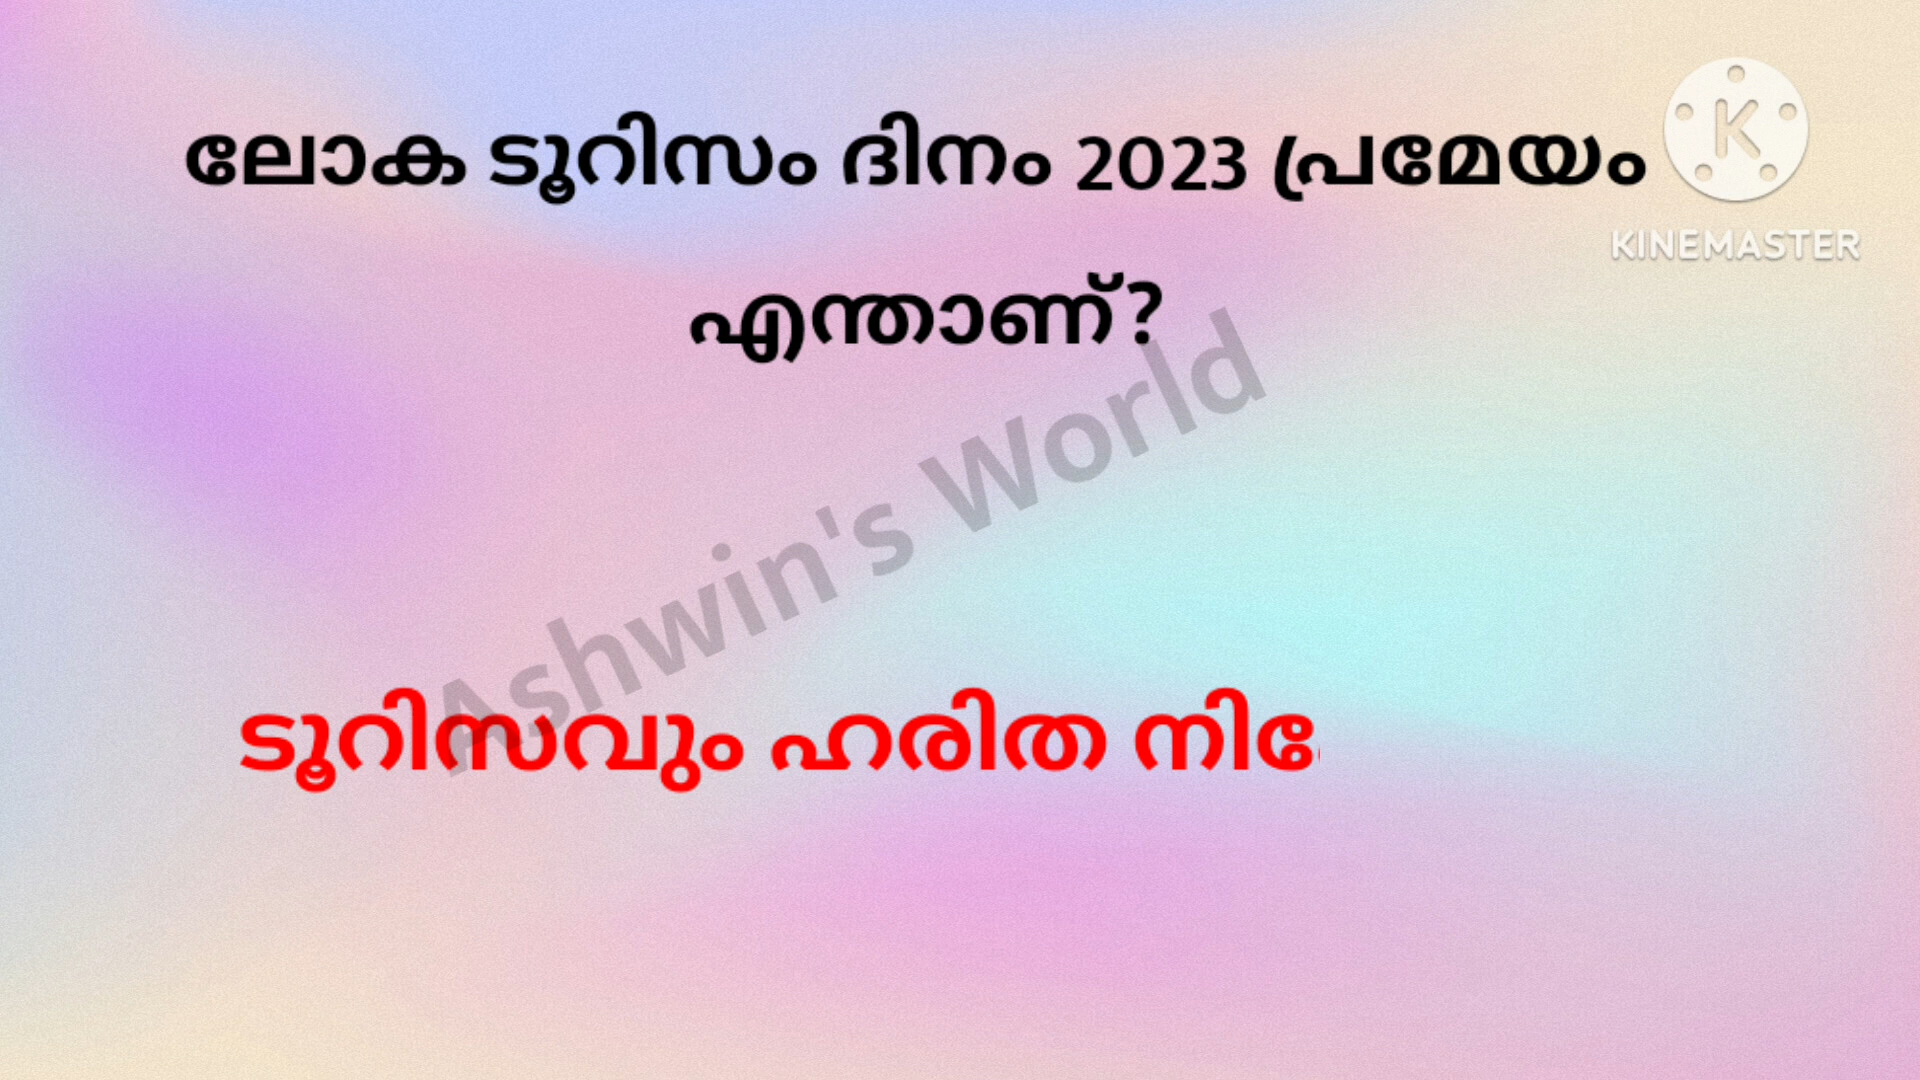 ലോക ടൂറിസം ദിനം 2023 പ്രമേയം
എന്താണ്?
K
KINEMASTER
Ashwin's World
ടൂറിസവും ഹരിത